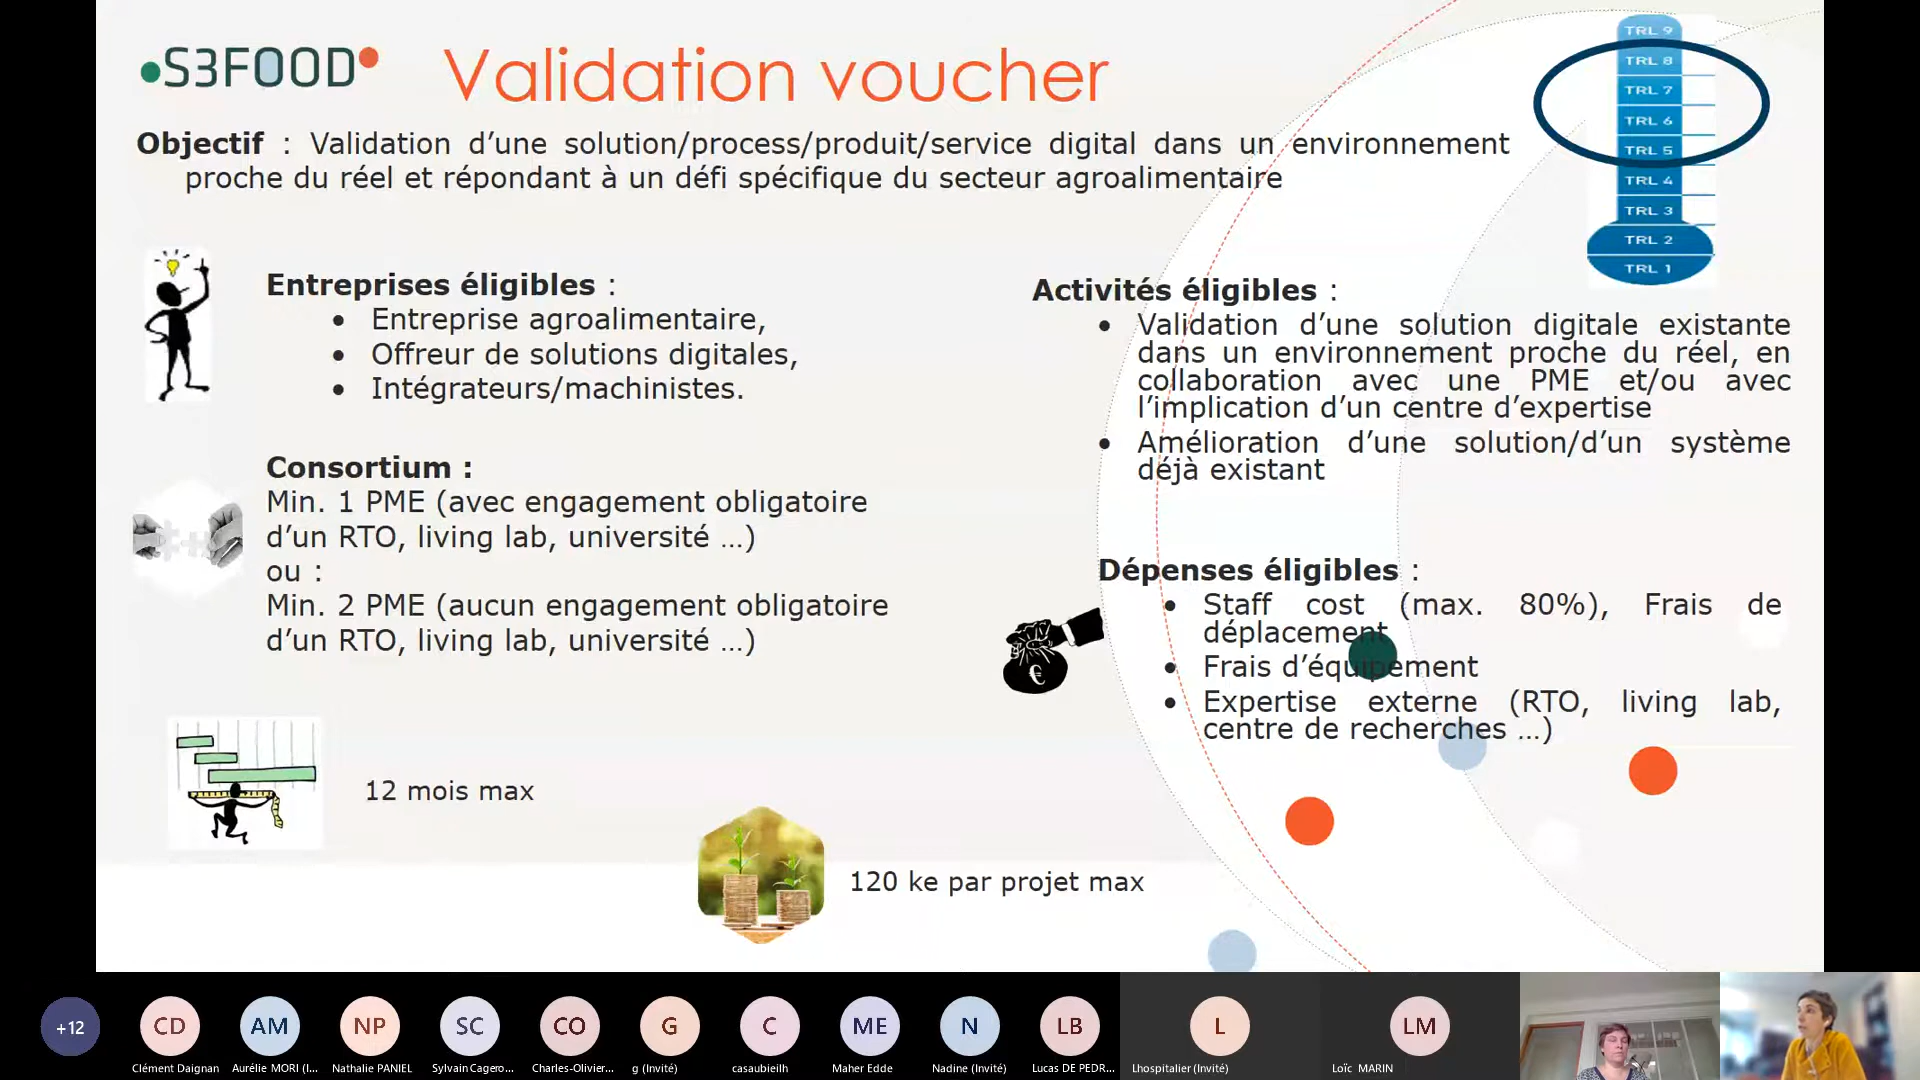 S3FOOD
Validation voucher
Objectif : Validation d’une solution/process/produit/service digital dans un environnement
proche du réel et répondant à un défi spécifique du secteur agroalimentaire
TRL 9
TRL 8
TRL 7
TRL 6
TRL 5
TRL 4
TRL 3
TRL 2
TRL 1
Entreprises éligibles :
• Entreprise agroalimentaire,
• Offreur de solutions digitales,
• Intégrateurs/machinistes.
Consortium :
Min. 1 PME (avec engagement obligatoire
d’un RTO, living lab, université …)
ou :
Min. 2 PME (aucun engagement obligatoire
d’un RTO, living lab, université …)
12 mois max
Activités éligibles :
• Validation d’une solution digitale existante
dans un environnement proche du réel, en
collaboration avec une PME et/ou avec
l’implication d’un centre d’expertise
• Amélioration d’une solution/d’un système
déjà existant
Dépenses éligibles :
• Staff cost (max. 80%), Frais de
déplacement
• Frais d’équipement
• Expertise externe (RTO, living lab,
centre de recherches …)
€
120 ke par projet max
+12
CD
AM
NP
SC
CO
G
C
ME
N
LB
L
LM
Clément Daignan
Aurélie MORI (I...
Nathalie PANIEL
Sylvain Cagero...
Charles-Olivier...
g (Invité)
casaubieilh
Maher Edde
Nadine (Invité)
Lucas DE PEDR...
Lhospitalier (Invité)
Loïc MARIN